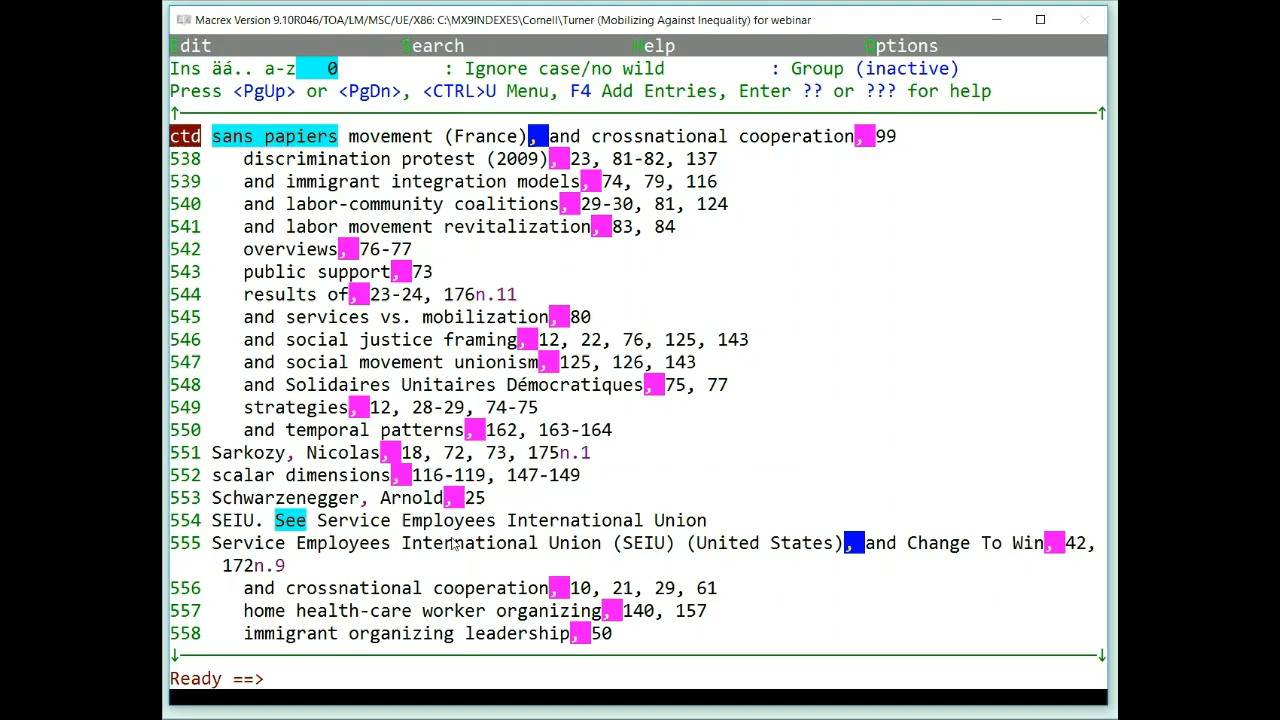 Macrex Version 9.10R046/TOA/LM/MSC/UE/X86: C:\MX9INDEXES\Cornell\Turner (Mobilizing Against Inequality) for webinar
Edit Search Help Options
Ins äá.. a-z 0 : Ignore case/no wild : Group (inactive)
Press <PgUp> or <PgDn>, <CTRL>U Menu, F4 Add Entries, Enter ?? or ??? for help
ctd sans papiers movement (France), and crossnational cooperation, 99
538 discrimination protest (2009), 23, 81-82, 137
539 and immigrant integration models, 74, 79, 116
540 and labor-community coalitions, 29-30, 81, 124
541 and labor movement revitalization, 83, 84
542 overviews, 76-77
543 public support, 73
544 results of, 23-24, 176n.11
545 and services vs. mobilization, 80
546 and social justice framing, 12, 22, 76, 125, 143
547 and social movement unionism, 125, 126, 143
548 and Solidaires Unitaires Démocratiques, 75, 77
549 strategies, 12, 28-29, 74-75
550 and temporal patterns, 162, 163-164
551 Sarkozy, Nicolas, 18, 72, 73, 175n.1
552 scalar dimensions, 116-119, 147-149
553 Schwarzenegger, Arnold, 25
554 SEIU. See Service Employees International Union
555 Service Employees International Union (SEIU) (United States), and Change To Win, 42,
172n.9
556 and crossnational cooperation, 10, 21, 29, 61
557 home health-care worker organizing, 140, 157
558 immigrant organizing leadership, 50
Ready ==>